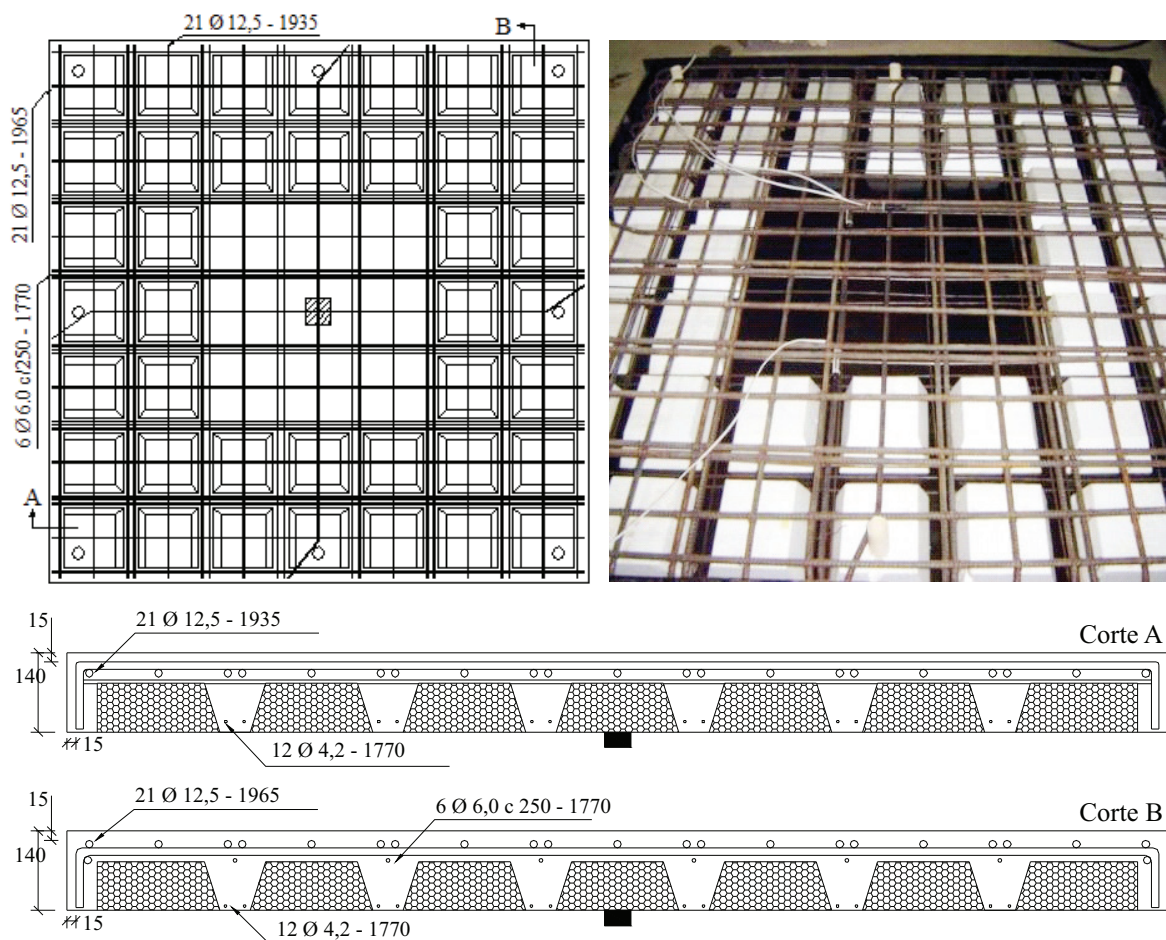 21 Ø 12,5 - 1935
B
21 Ø 12,5 - 1965
6 Ø 6.0 c/250 - 1770
A
15
21 Ø 12,5 - 1935
Corte A
140
15
12 Ø 4,2 - 1770
15
21 Ø 12,5 - 1965
6 Ø 6,0 c 250 - 1770
Corte B
140
15
12 Ø 4,2 - 1770